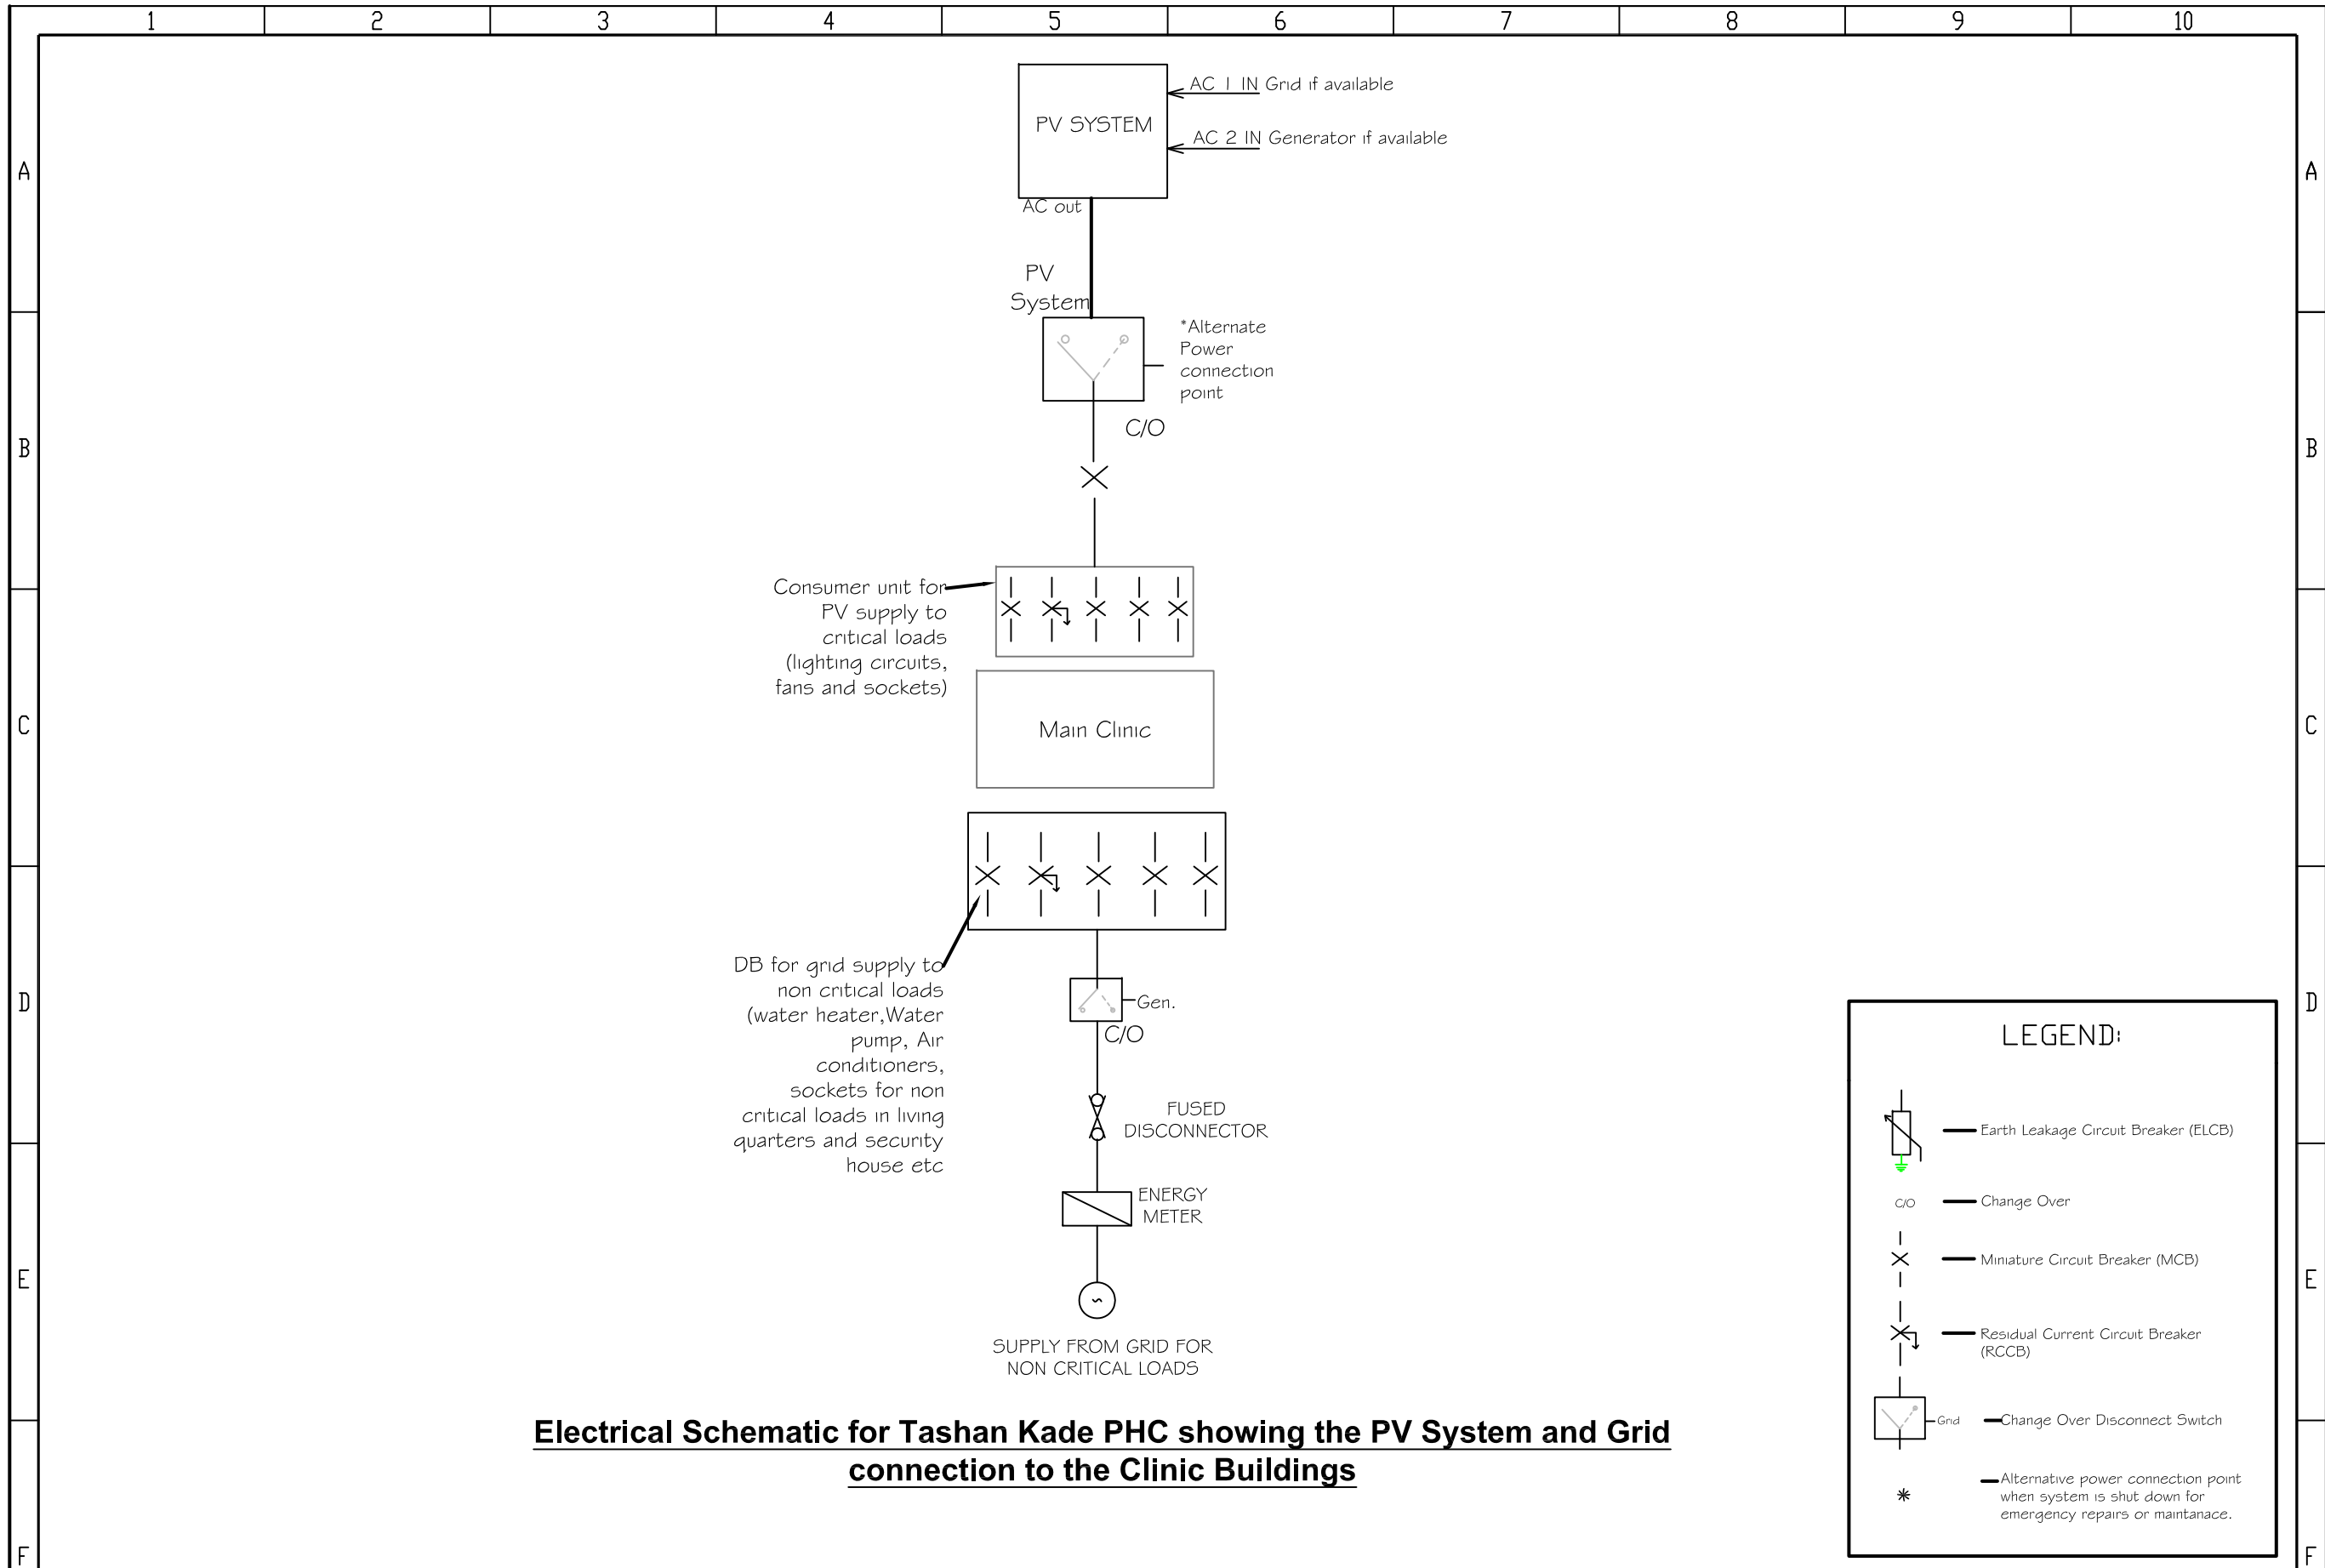 1 2 3 4 5 6 7 8 9 10
AC 1 IN Grid if available
PV SYSTEM
AC 2 IN Generator if available
A A
AC out
PV
System
*Alternate
Power
connection
point
C/O
B B
Consumer unit for
PV supply to
critical loads
(lighting circuits,
fans and sockets)
Main Clinic
C C
DB for grid supply to
non critical loads
(water heater,Water
pump, Air
conditioners,
sockets for non
critical loads in living
quarters and security
house etc
Gen.
C/O
D D
FUSED
DISCONNECTOR
ENERGY
METER
~
E E
SUPPLY FROM GRID FOR
NON CRITICAL LOADS
LEGEND:
Earth Leakage Circuit Breaker (ELCB)
C/O Change Over
Miniature Circuit Breaker (MCB)
Residual Current Circuit Breaker
(RCCB)
Grid Change Over Disconnect Switch
* Alternative power connection point
when system is shut down for
emergency repairs or maintanace.
Electrical Schematic for Tashan Kade PHC showing the PV System and Grid
connection to the Clinic Buildings
F F